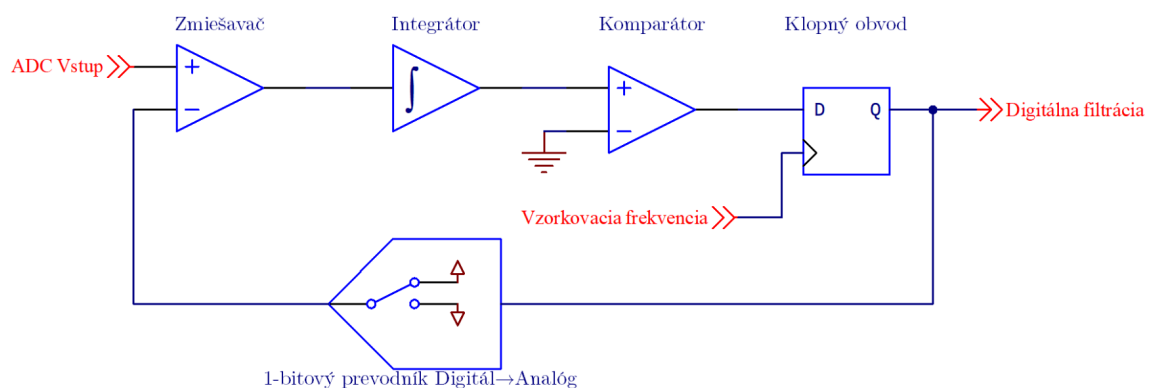 Zmiešavač
Integrátor
Komparátor
Klopný obvod
ADC Vstup
+
−
∫
+
−
D
Q
Digitálna filtrácia
Vzorkovacia frekvencia
1-bitový prevodník Digitál→Analóg